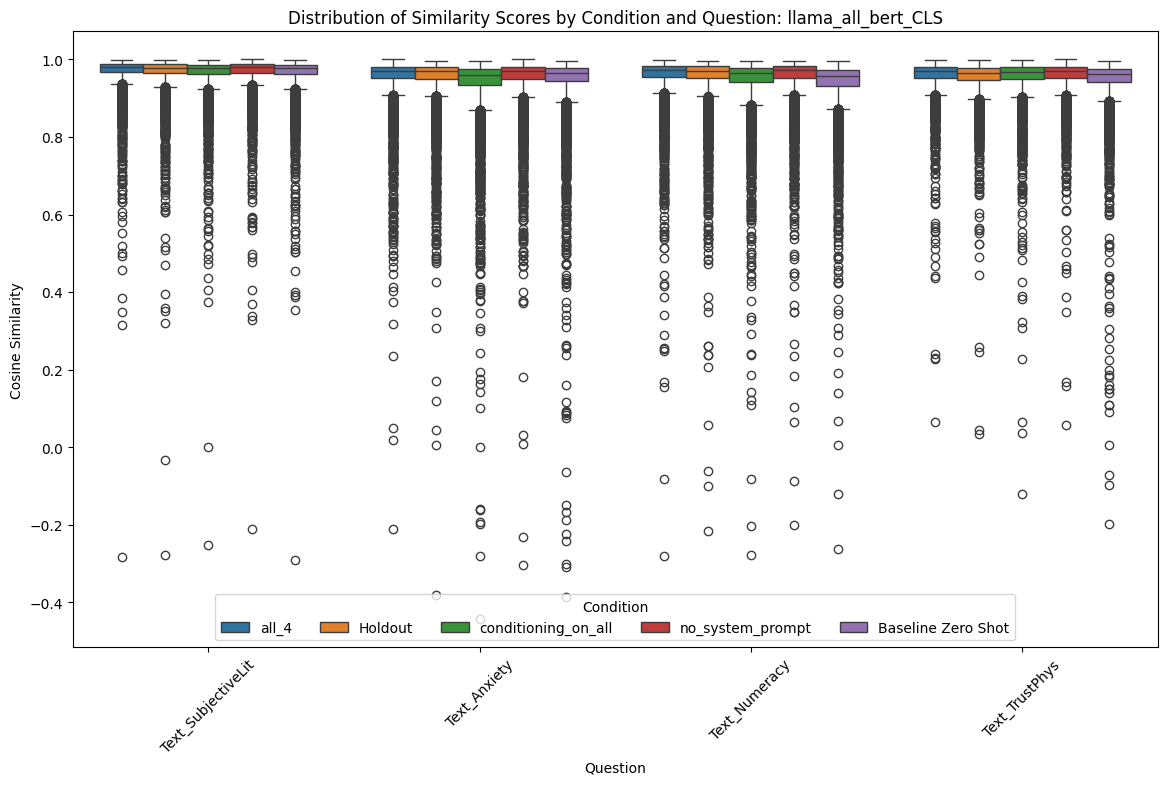 Distribution of Similarity Scores by Condition and Question: llama_all_bert_CLS
Cosine Similarity
1.0
0.8
0.6
0.4
0.2
0.0
−0.2
−0.4
Condition
all_4
Holdout
conditioning_on_all
no_system_prompt
Baseline Zero Shot
Text_SubjectiveLit
Text_Anxiety
Text_Numeracy
Text_TrustPhys
Question